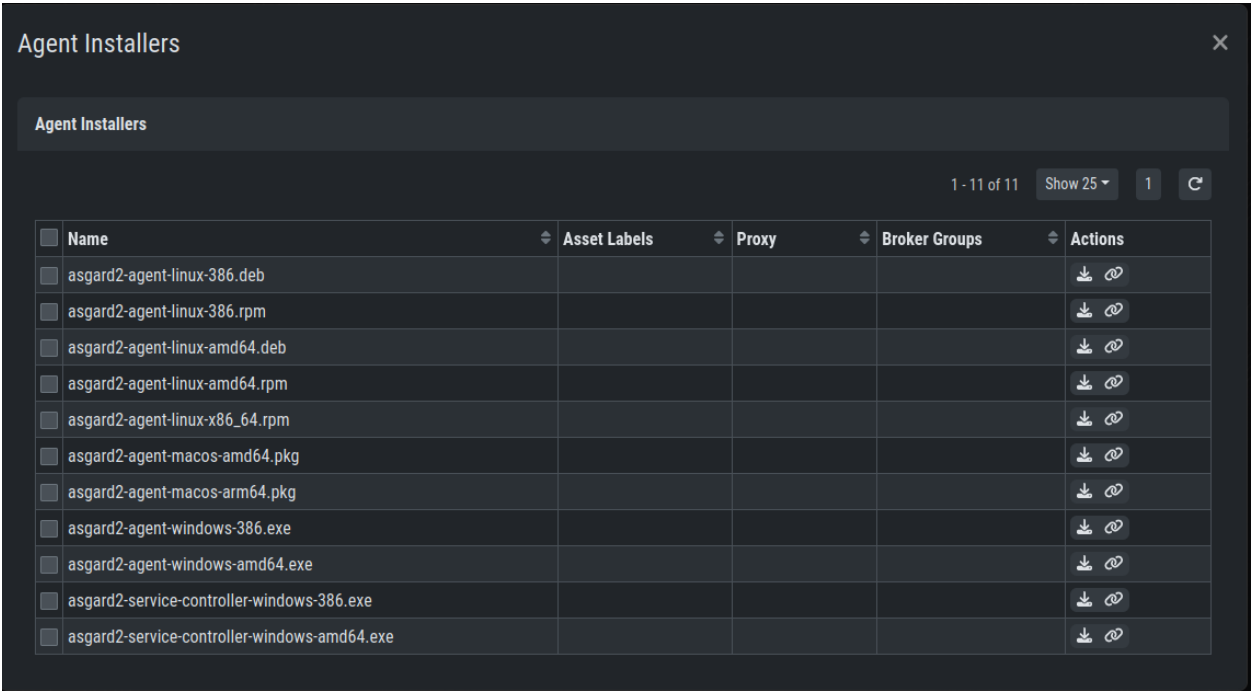 Agent Installers
Agent Installers
1 - 11 of 11 Show 25 1
Name Asset Labels Proxy Broker Groups Actions
asgard2-agent-linux-386.deb
asgard2-agent-linux-386.rpm
asgard2-agent-linux-amd64.deb
asgard2-agent-linux-amd64.rpm
asgard2-agent-linux-x86_64.rpm
asgard2-agent-macos-amd64.pkg
asgard2-agent-macos-arm64.pkg
asgard2-agent-windows-386.exe
asgard2-agent-windows-amd64.exe
asgard2-service-controller-windows-386.exe
asgard2-service-controller-windows-amd64.exe